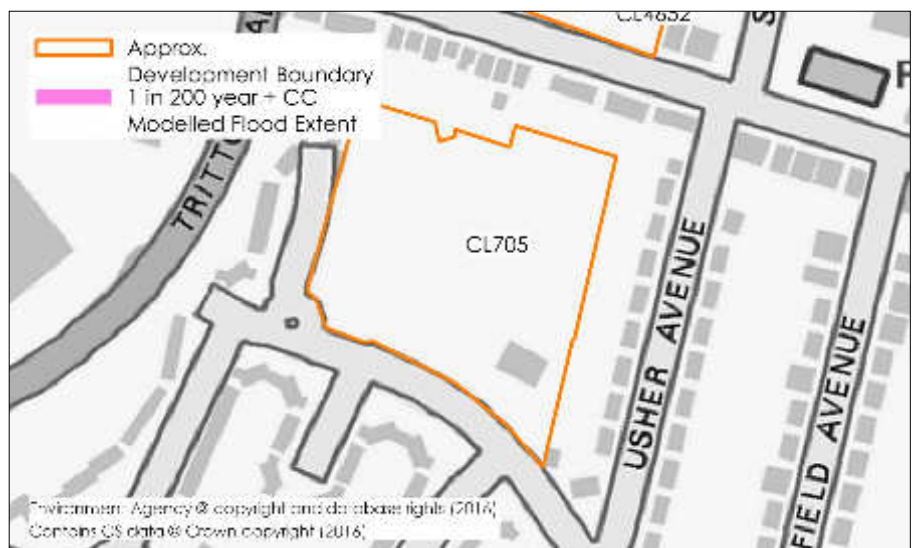 CL4652
Approx.
Development Boundary
1 in 200 year + CC
Modelled Flood Extent
CL705
USHER AVENUE
FIELD AVENUE
Environment Agency © copyright and database rights (2016)
Contains OS data © Crown copyright (2016)